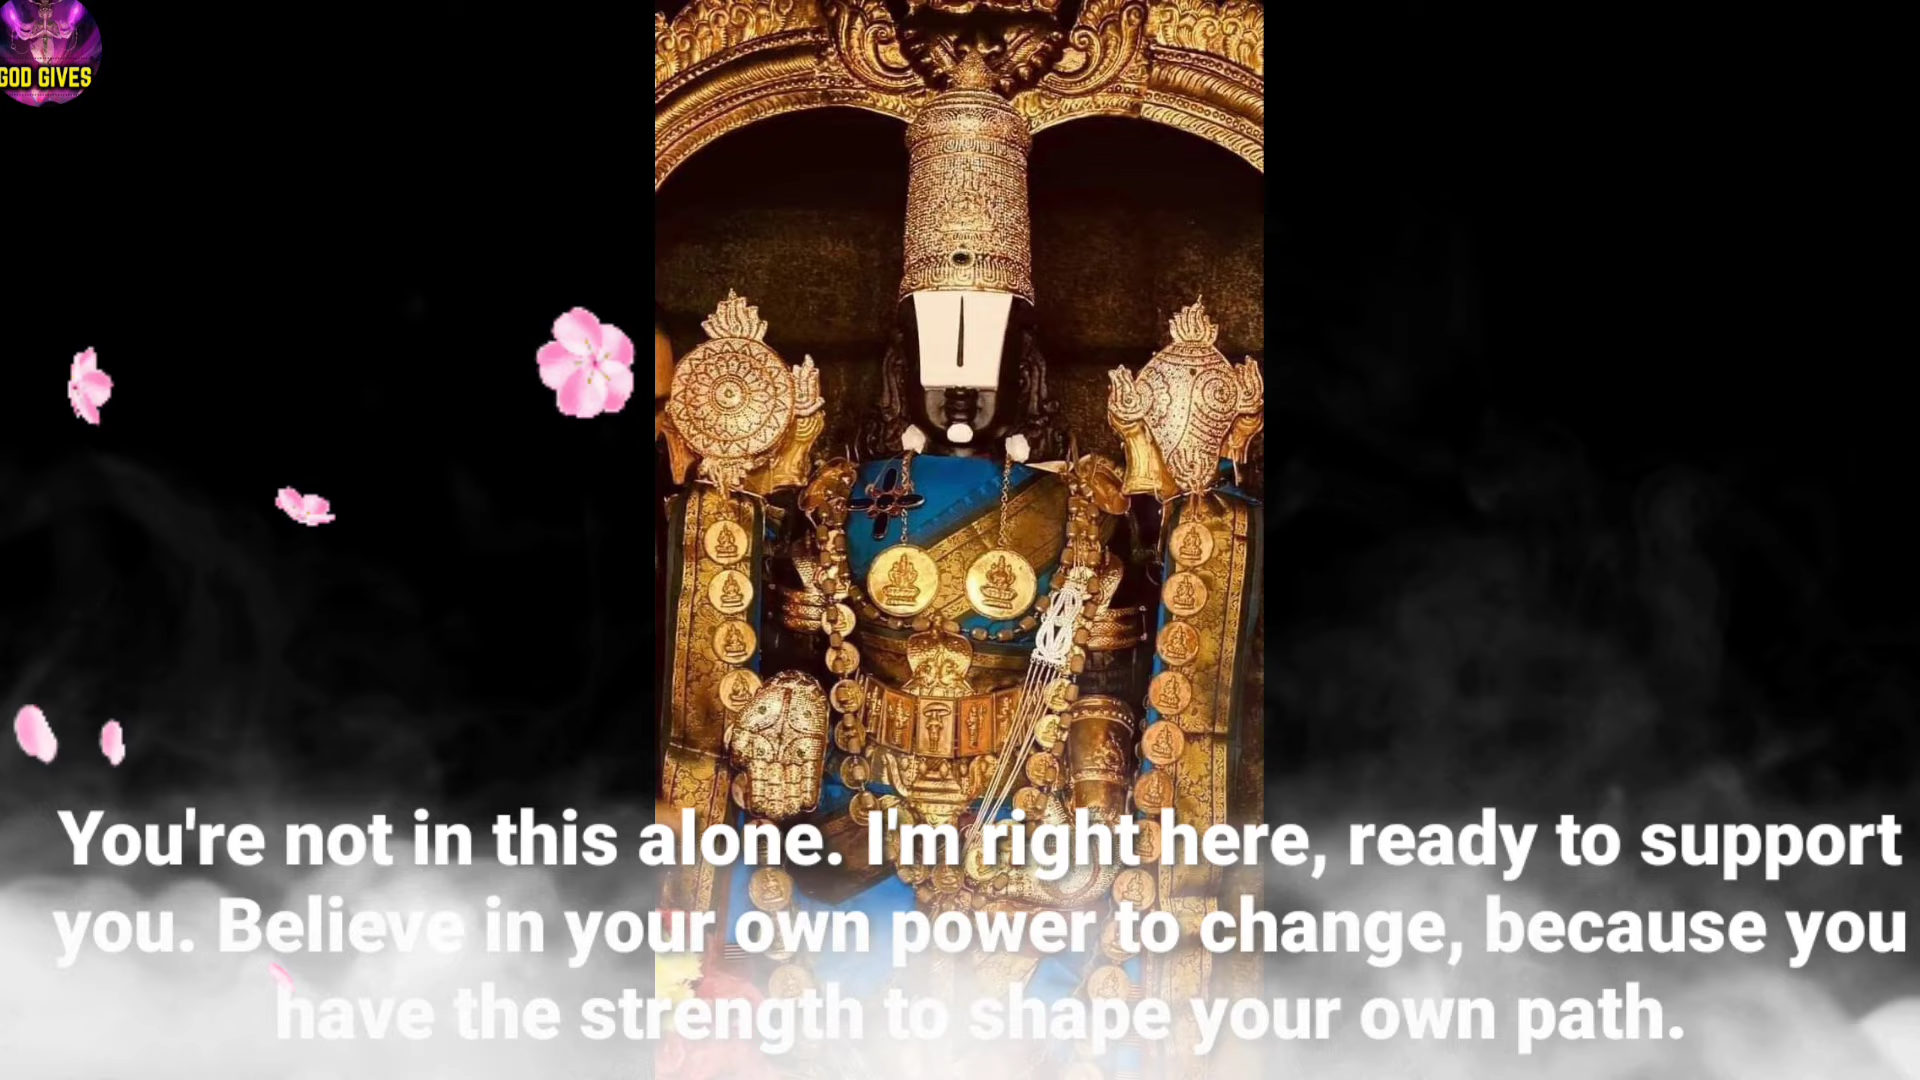 GOD GIVES
You're not in this alone. I'm right here, ready to support
you. Believe in your own power to change, because you
have the strength to shape your own path.